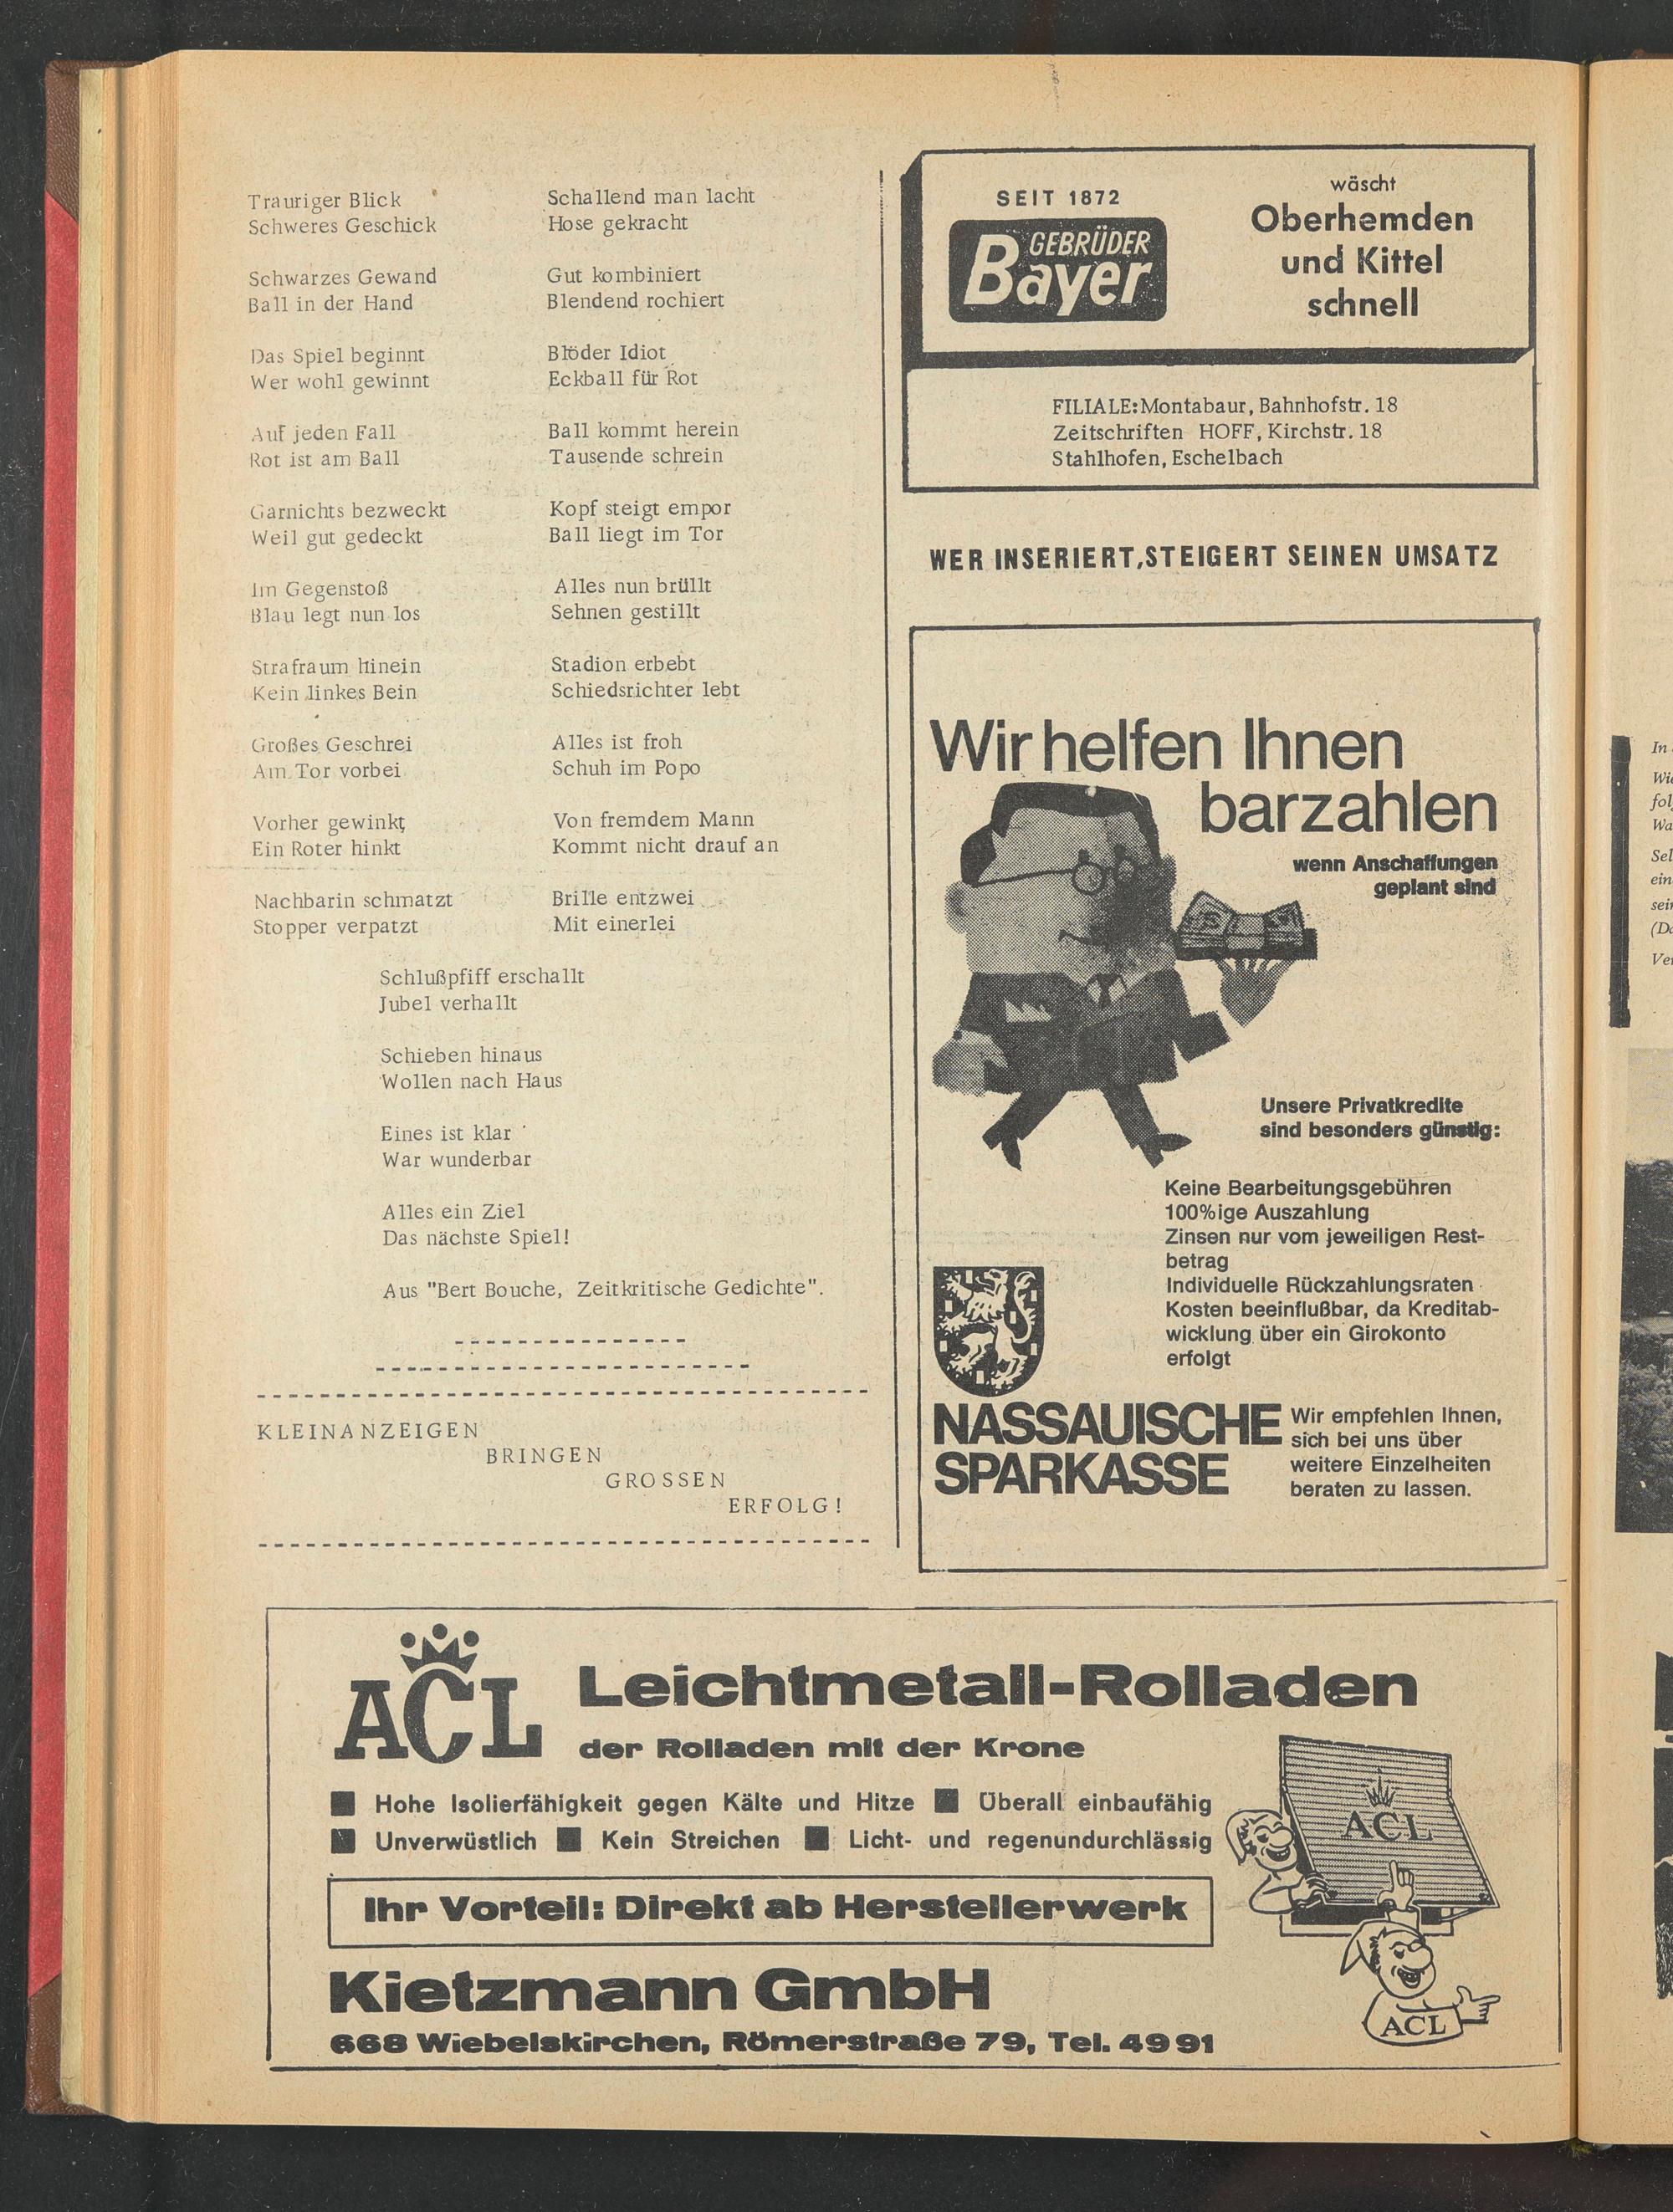 Trauriger Blick
Schweres Geschick
Schwarzes Gewand
Ball in der Hand
Das Spiel beginnt
Wer wohl gewinnt
Auf jeden Fall
Rot ist am Ball
Garnichts bezweckt
Weil gut gedeckt
Im Gegenstoß
Blau legt nun los
Strafraum hinein
Kein linkes Bein
Großes Geschrei
Am Tor vorbei
Vorher gewinkt
Ein Roter hinkt
Nachbarin schmatzt
Stopper verpatzt
Schallend man lacht
Hose gekracht
Gut kombiniert
Blendend rochiert
Blöder Idiot
Eckball für Rot
Ball kommt herein
Tausende schrein
Kopf steigt empor
Ball liegt im Tor
Alles nun brüllt
Sehnen gestillt
Stadion erbebt
Schiedsrichter lebt
Alles ist froh
Schuh im Popo
Von fremdem Mann
Kommt nicht drauf an
Brille entzwei
Mit einerlei
Schlußpfiff erschallt
Jubel verhallt
Schieben hinaus
Wollen nach Haus
Eines ist klar
War wunderbar
Alles ein Ziel
Das nächste Spiel!
Aus "Bert Bouche, Zeitkritische Gedichte".
KLEINANZEIGEN
BRINGEN
GROSSEN
ERFOLG!
SEIT 1872
GEBRÜDER
Bayer
wäscht
Oberhemden
und Kittel
schnell
FILIALE: Montabaur, Bahnhofstr. 18
Zeitschriften HOFF, Kirchstr. 18
Stahlhofen, Eschelbach
WER INSERIERT, STEIGERT SEINEN UMSATZ
Wir helfen Ihnen
barzahlen
wenn Anschaffungen
geplant sind
Unsere Privatkredite
sind besonders günstig:
Keine Bearbeitungsgebühren
100%ige Auszahlung
Zinsen nur vom jeweiligen Rest-
betrag
Individuelle Rückzahlungsraten
Kosten beeinflußbar, da Kreditab-
wicklung über ein Girokonto
erfolgt
NASSAUISCHE
SPARKASSE
Wir empfehlen Ihnen,
sich bei uns über
weitere Einzelheiten
beraten zu lassen.
ACL
Leichtmetall-Rolladen
der Rolladen mit der Krone
■ Hohe Isolierfähigkeit gegen Kälte und Hitze ■ Überall einbaufähig
■ Unverwüstlich ■ Kein Streichen ■ Licht- und regenundurchlässig
Ihr Vorteil: Direkt ab Herstellerwerk
Kietzmann GmbH
668 Wiebelskirchen, Römerstraße 79, Tel. 49 91
ACL
ACL
In